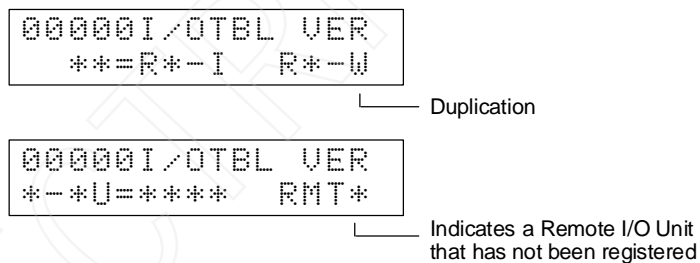 00000I/OTBL VER
**=R*-I R*-W
Duplication
00000I/OTBL VER
*-*U=**** RMT*
Indicates a Remote I/O Unit
that has not been registered